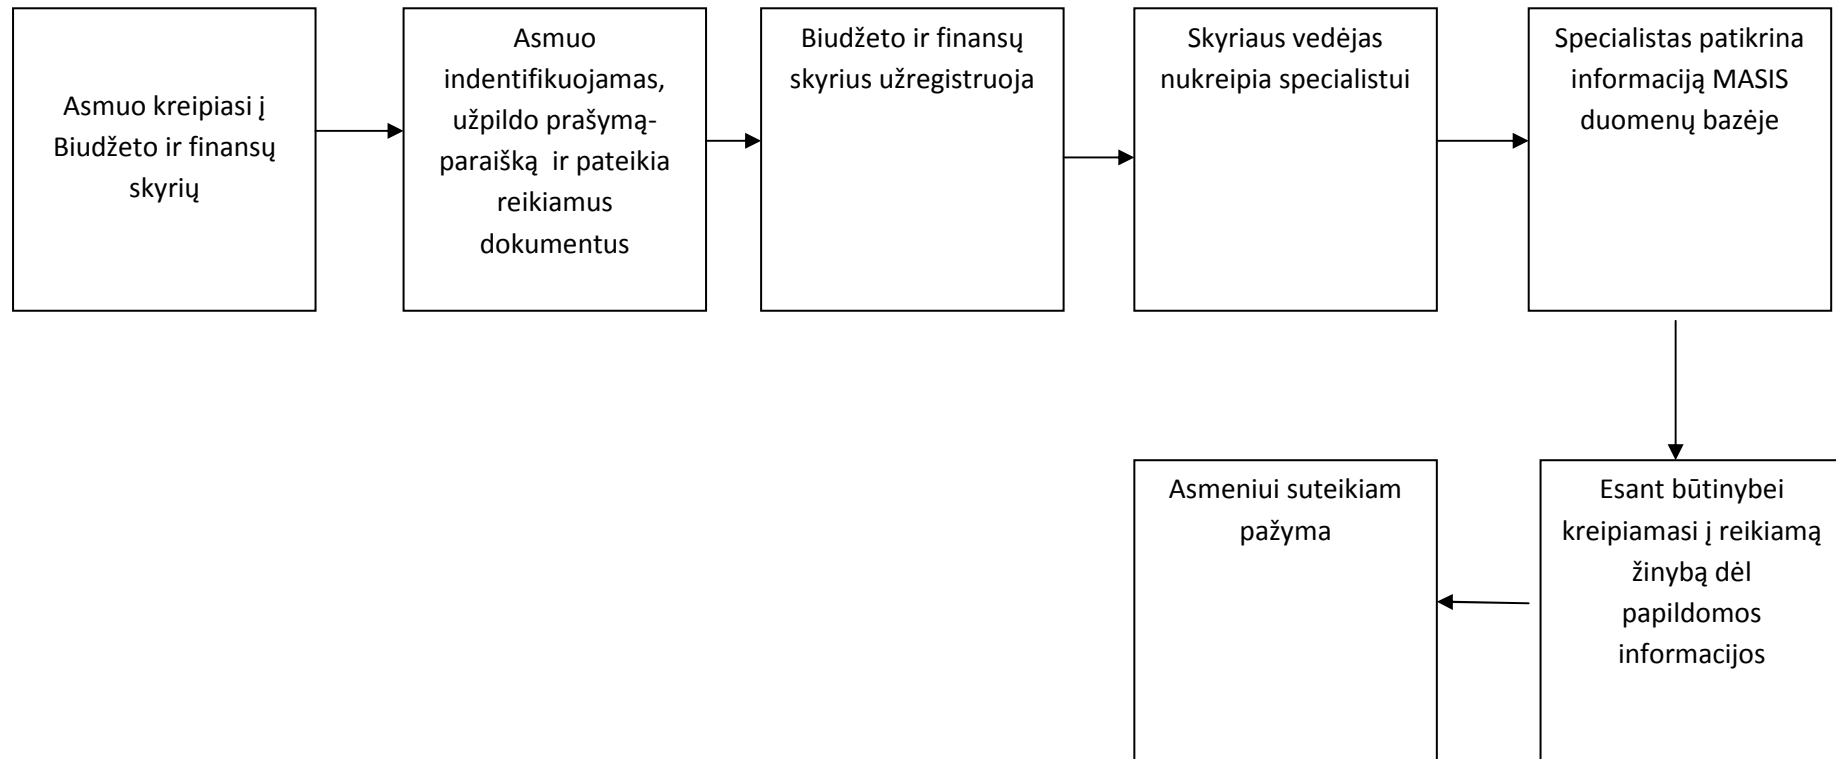 Asmuo kreipiasi į
Biudžeto ir finansų
skyrių
Asmuo
indentifikuojamas,
užpildo prašymą-
paraišką  ir pateikia
reikiamus
dokumentus
Biudžeto ir finansų
skyrius užregistruoja
Skyriaus vedėjas
nukreipia specialistui
Specialistas patikrina
informaciją MASIS
duomenų bazėje
Esant būtinybei
kreipiamasi į reikiamą
žinybą dėl
papildomos
informacijos
Asmeniui suteikiam
pažyma